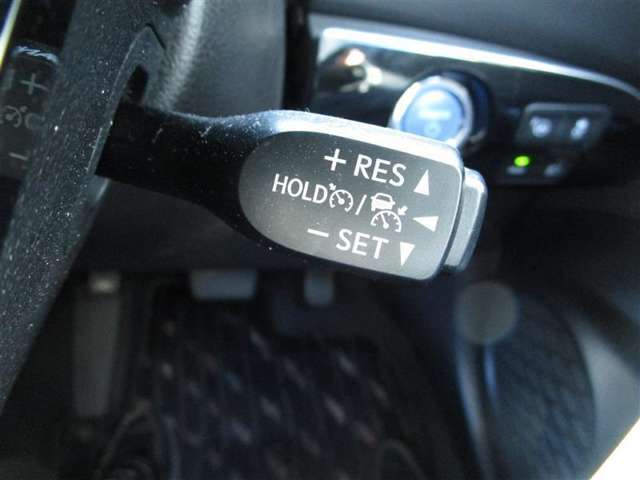 + RES
HOLD /
- SET